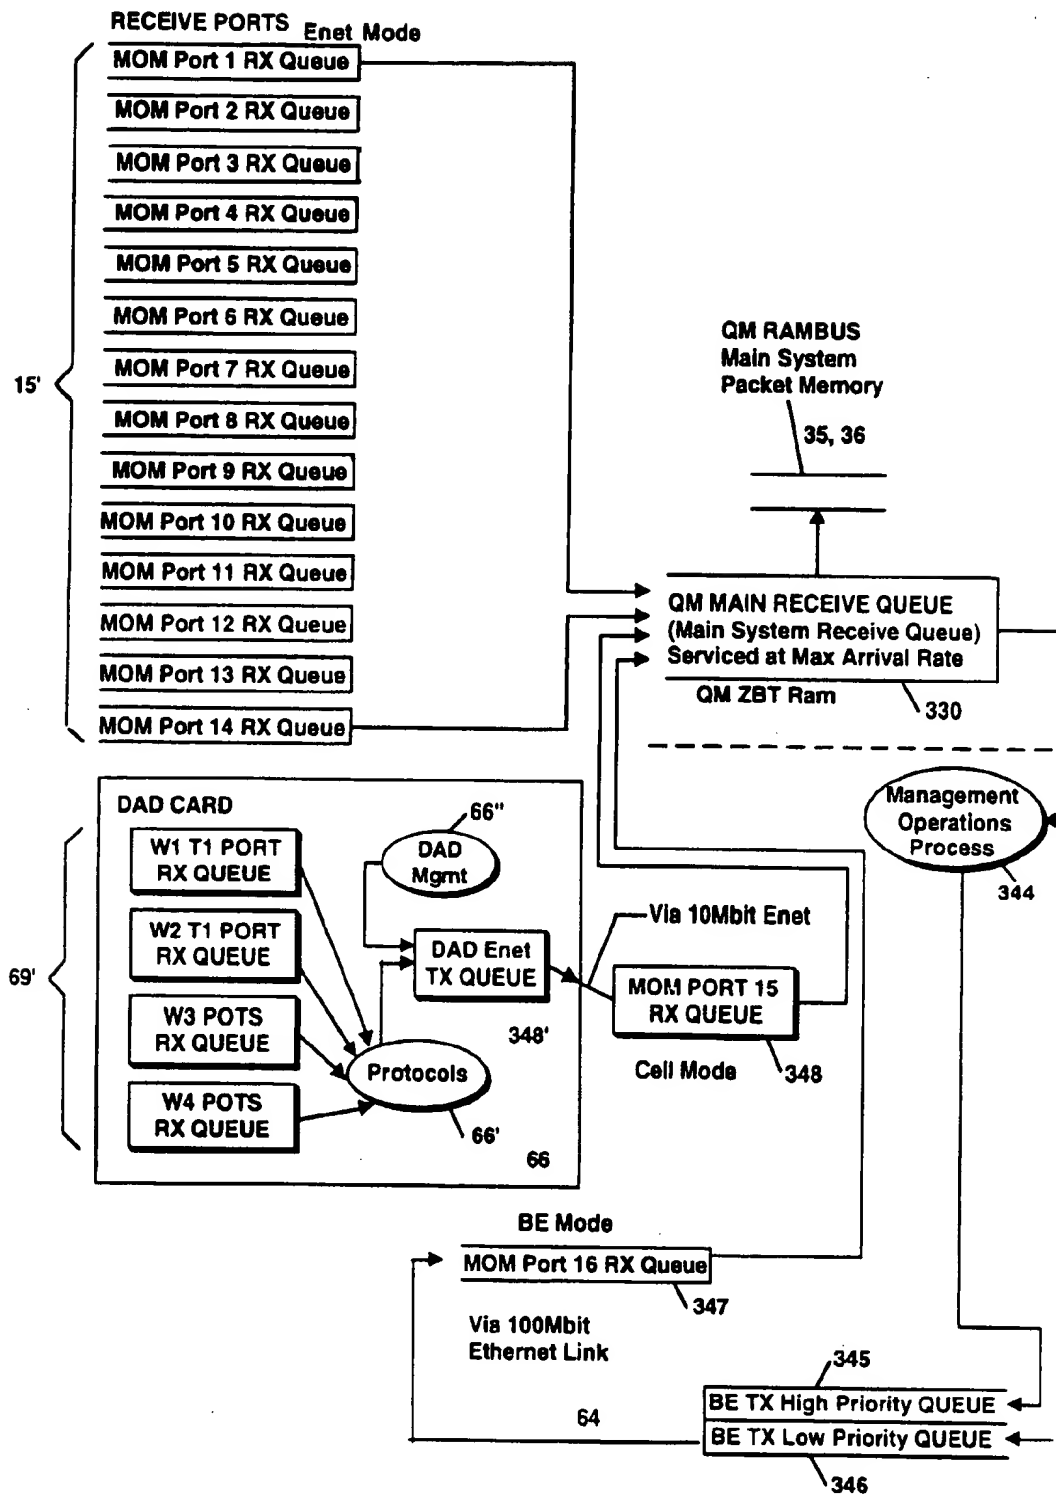 RECEIVE PORTS
Enet Mode
MOM Port 1 RX Queue
MOM Port 2 RX Queue
MOM Port 3 RX Queue
MOM Port 4 RX Queue
MOM Port 5 RX Queue
MOM Port 6 RX Queue
MOM Port 7 RX Queue
MOM Port 8 RX Queue
MOM Port 9 RX Queue
MOM Port 10 RX Queue
MOM Port 11 RX Queue
MOM Port 12 RX Queue
MOM Port 13 RX Queue
MOM Port 14 RX Queue
15'
QM RAMBUS
Main System
Packet Memory
35, 36
QM MAIN RECEIVE QUEUE
(Main System Receive Queue)
Serviced at Max Arrival Rate
QM ZBT Ram
330
Management
Operations
Process
344
DAD CARD
69'
W1 T1 PORT
RX QUEUE
W2 T1 PORT
RX QUEUE
W3 POTS
RX QUEUE
W4 POTS
RX QUEUE
66"
DAD
Mgmt
DAD Enet
TX QUEUE
348'
Protocols
66'
66
Via 10Mbit Enet
MOM PORT 15
RX QUEUE
Cell Mode
348
BE Mode
MOM Port 16 RX Queue
347
Via 100Mbit
Ethernet Link
64
345
BE TX High Priority QUEUE
BE TX Low Priority QUEUE
346